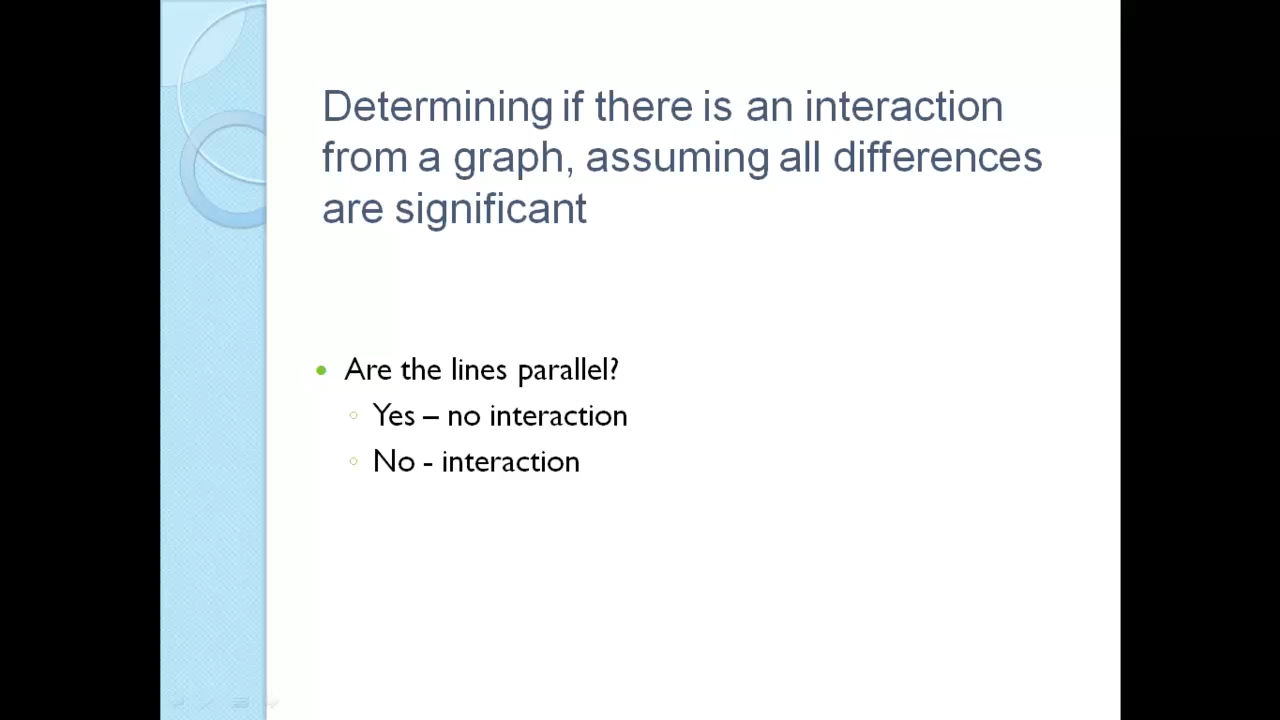 Determining if there is an interaction
from a graph, assuming all differences
are significant
Are the lines parallel?
Yes – no interaction
No - interaction